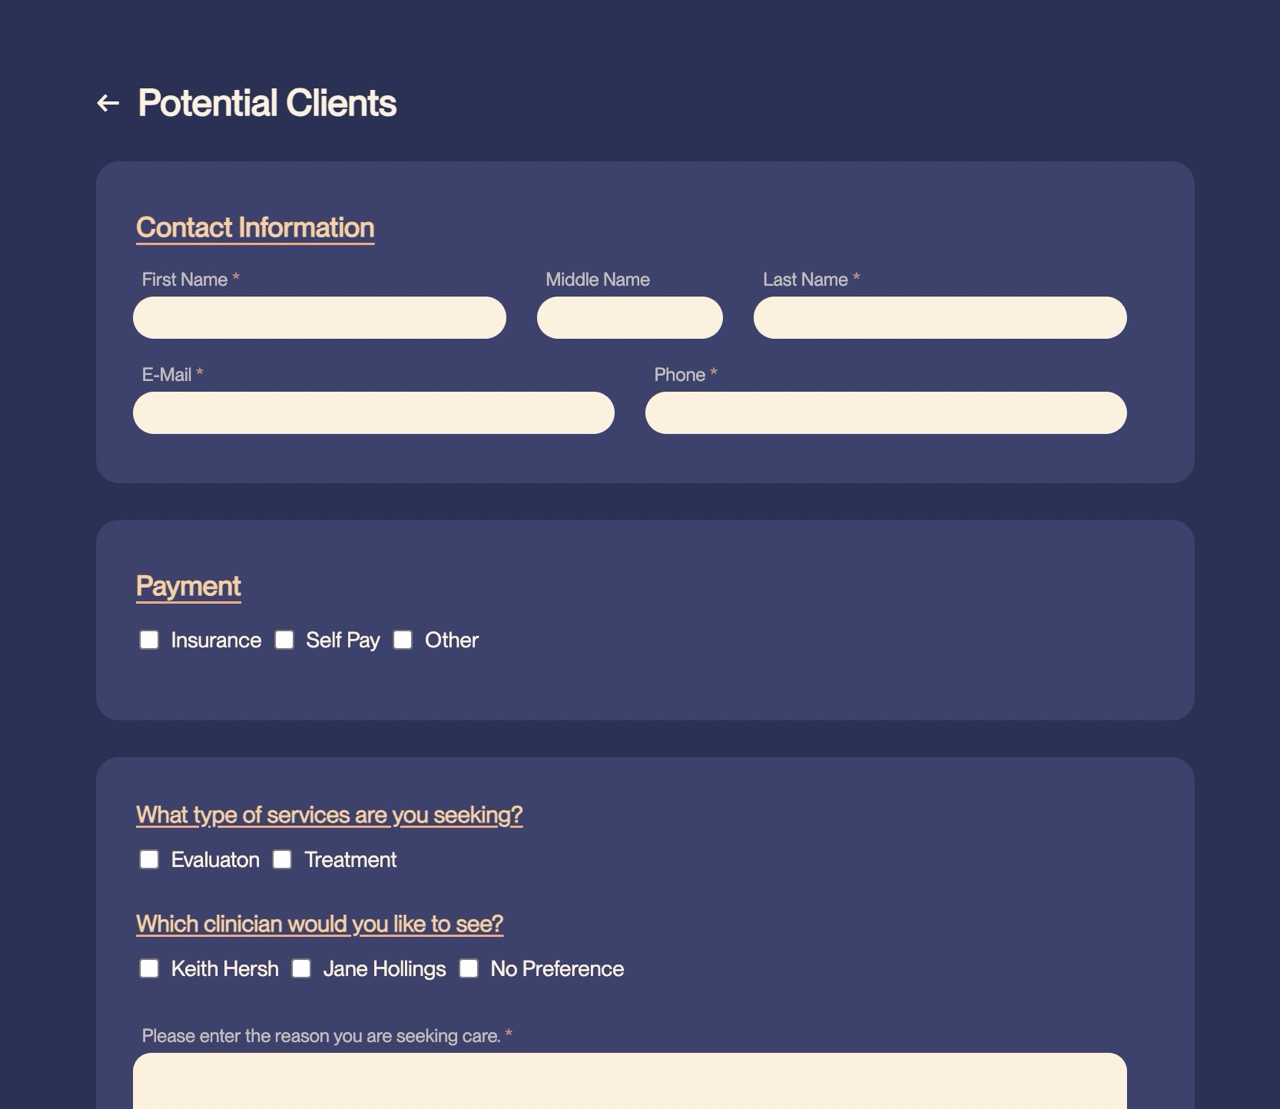 ← Potential Clients
Contact Information
First Name * Middle Name Last Name *
E-Mail * Phone *
Payment
Insurance Self Pay Other
What type of services are you seeking?
Evaluaton Treatment
Which clinician would you like to see?
Keith Hersh Jane Hollings No Preference
Please enter the reason you are seeking care. *